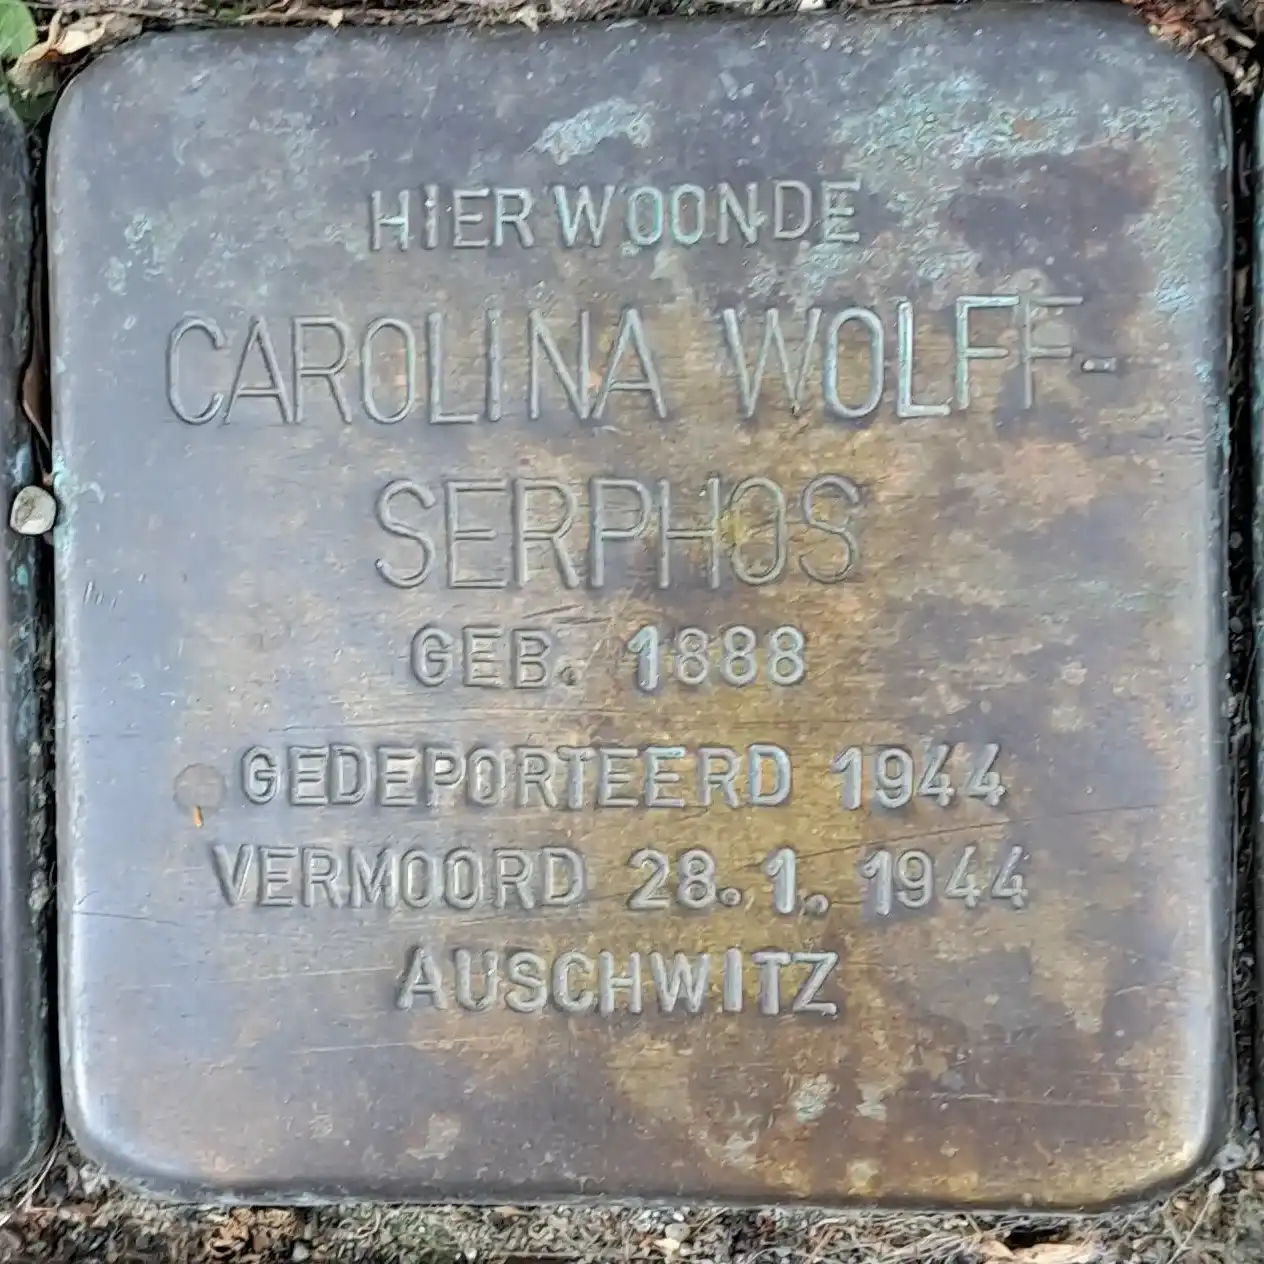 HIER WOONDE
CAROLINA WOLFF-
SERPHOS
GEB. 1888
GEDEPORTEERD 1944
VERMOORD 28.1.1944
AUSCHWITZ